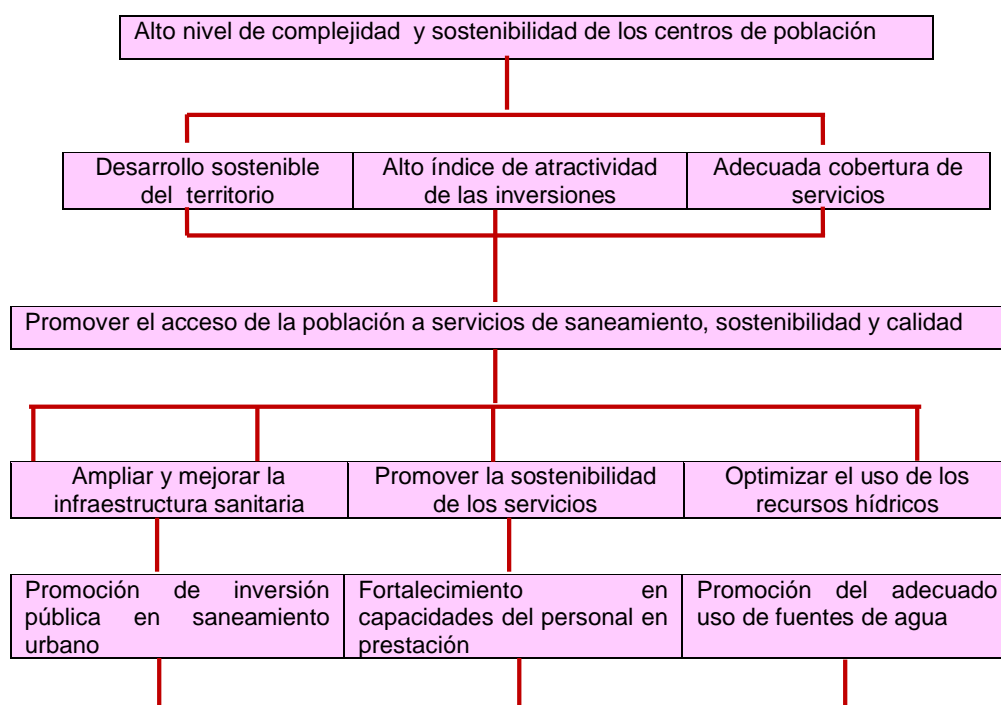 Alto nivel de complejidad y sostenibilidad de los centros de población
Desarrollo sostenible
del territorio
Alto índice de atractividad
de las inversiones
Adecuada cobertura de
servicios
Promover el acceso de la población a servicios de saneamiento, sostenibilidad y calidad
Ampliar y mejorar la
infraestructura sanitaria
Promover la sostenibilidad
de los servicios
Optimizar el uso de los
recursos hídricos
Promoción de inversión
pública en saneamiento
urbano
Fortalecimiento en
capacidades del personal en
prestación
Promoción del adecuado
uso de fuentes de agua